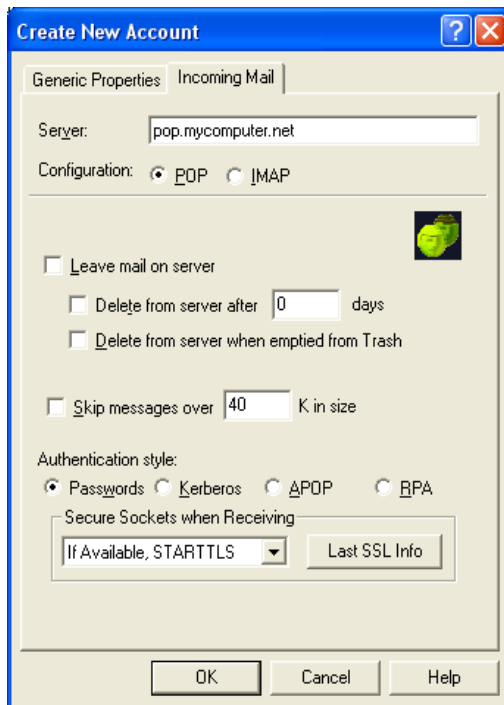 Create New Account
Generic Properties Incoming Mail
Server: pop.mycomputer.net
Configuration: POP IMAP
Leave mail on server
Delete from server after 0 days
Delete from server when emptied from Trash
Skip messages over 40 K in size
Authentication style:
Passwords Kerberos APOP RPA
Secure Sockets when Receiving
If Available, STARTTLS Last SSL Info
OK Cancel Help